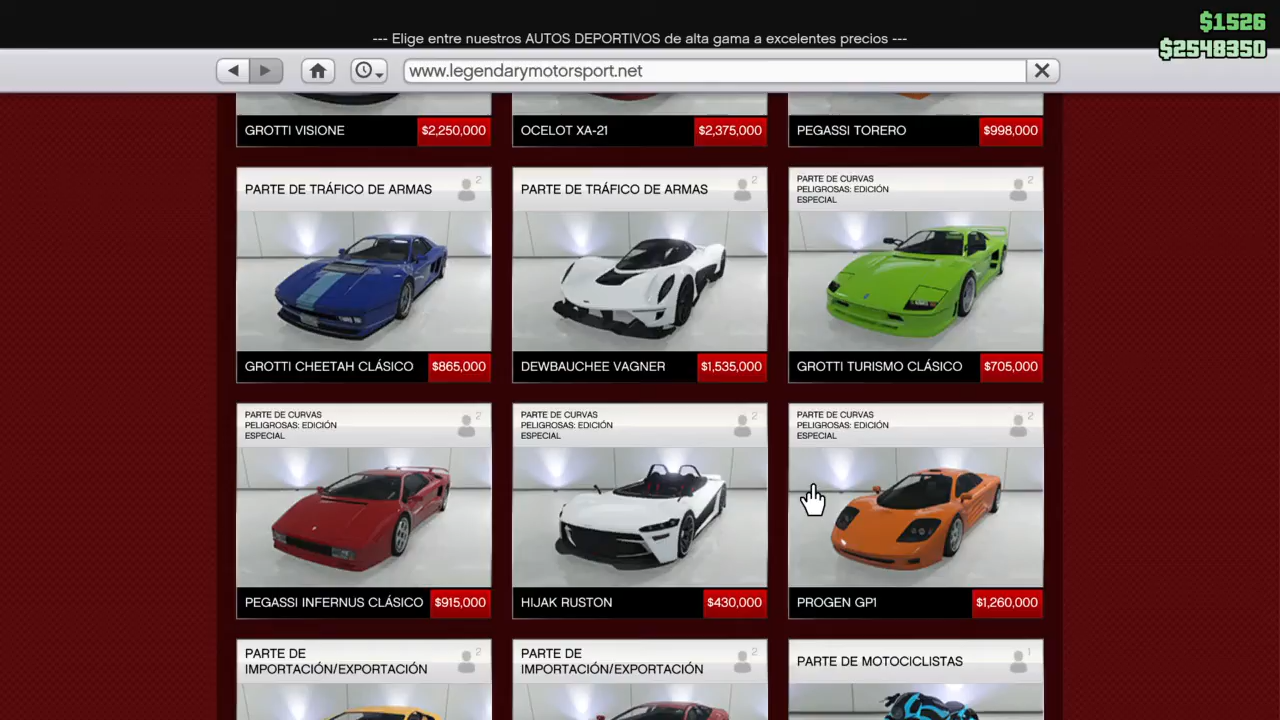 $1526
--- Elige entre nuestros AUTOS DEPORTIVOS de alta gama a excelentes precios ---
$2548350
www.legendarymotorsport.net
GROTTI VISIONE $2,250,000
OCELOT XA-21 $2,375,000
PEGASSI TORERO $998,000
PARTE DE TRÁFICO DE ARMAS 2
PARTE DE TRÁFICO DE ARMAS 2
PARTE DE CURVAS 2
PELIGROSAS: EDICIÓN
ESPECIAL
GROTTI CHEETAH CLÁSICO $865,000
DEWBAUCHEE VAGNER $1,535,000
GROTTI TURISMO CLÁSICO $705,000
PARTE DE CURVAS 2
PELIGROSAS: EDICIÓN
ESPECIAL
PARTE DE CURVAS 2
PELIGROSAS: EDICIÓN
ESPECIAL
PARTE DE CURVAS 2
PELIGROSAS: EDICIÓN
ESPECIAL
PEGASSI INFERNUS CLÁSICO $915,000
HIJAK RUSTON $430,000
PROGEN GP1 $1,260,000
PARTE DE 2
IMPORTACIÓN/EXPORTACIÓN
PARTE DE 2
IMPORTACIÓN/EXPORTACIÓN
PARTE DE MOTOCICLISTAS 1